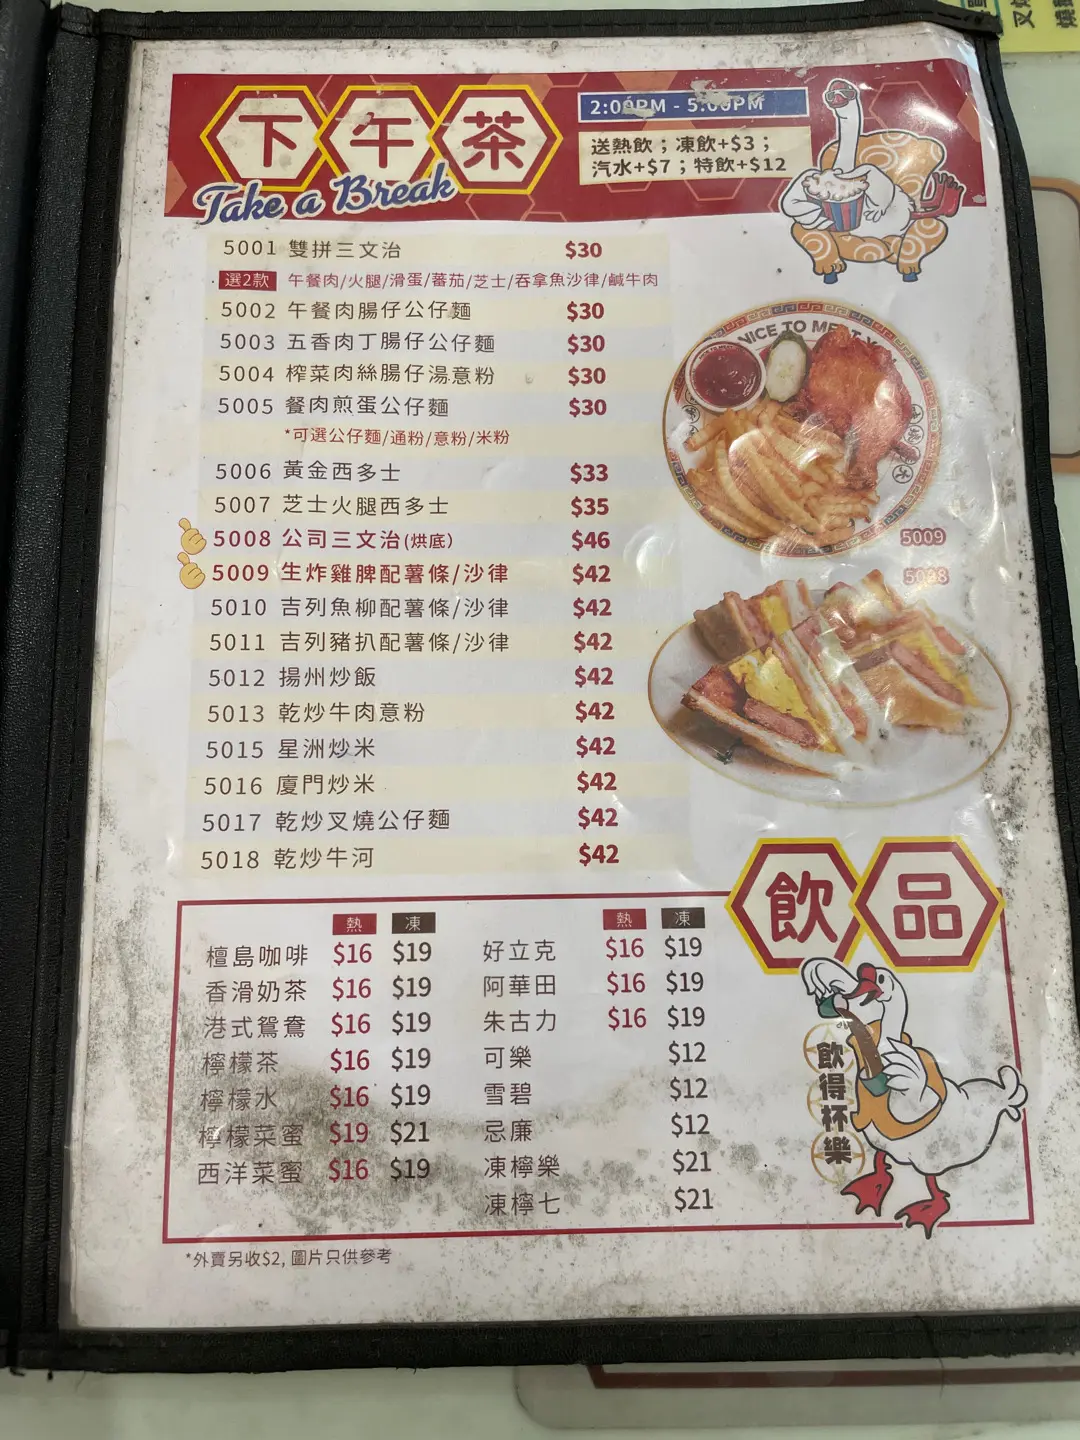 下午茶
Take a Break
2:00PM - 5:00PM
送熱飲；凍飲+$3；
汽水+$7；特飲+$12
5001 雙拼三文治 $30
選2款 午餐肉/火腿/滑蛋/蕃茄/芝士/吞拿魚沙律/鹹牛肉
5002 午餐肉腸仔公仔麵 $30
5003 五香肉丁腸仔公仔麵 $30
5004 榨菜肉絲腸仔湯意粉 $30
5005 餐肉煎蛋公仔麵 $30
*可選公仔麵/通粉/意粉/米粉
5006 黃金西多士 $33
5007 芝士火腿西多士 $35
5008 公司三文治(烘底) $46
5009 生炸雞脾配薯條/沙律 $42
5010 吉列魚柳配薯條/沙律 $42
5011 吉列豬扒配薯條/沙律 $42
5012 揚州炒飯 $42
5013 乾炒牛肉意粉 $42
5015 星洲炒米 $42
5016 廈門炒米 $42
5017 乾炒叉燒公仔麵 $42
5018 乾炒牛河 $42
NICE TO MEAT YOU
5009
5008
飲品
熱 凍
檀島咖啡 $16 $19
香滑奶茶 $16 $19
港式鴛鴦 $16 $19
檸檬茶 $16 $19
檸檬水 $16 $19
檸檬菜蜜 $19 $21
西洋菜蜜 $16 $19
熱 凍
好立克 $16 $19
阿華田 $16 $19
朱古力 $16 $19
可樂 $12
雪碧 $12
忌廉 $12
凍檸樂 $21
凍檸七 $21
飲得杯樂
*外賣另收$2, 圖片只供參考